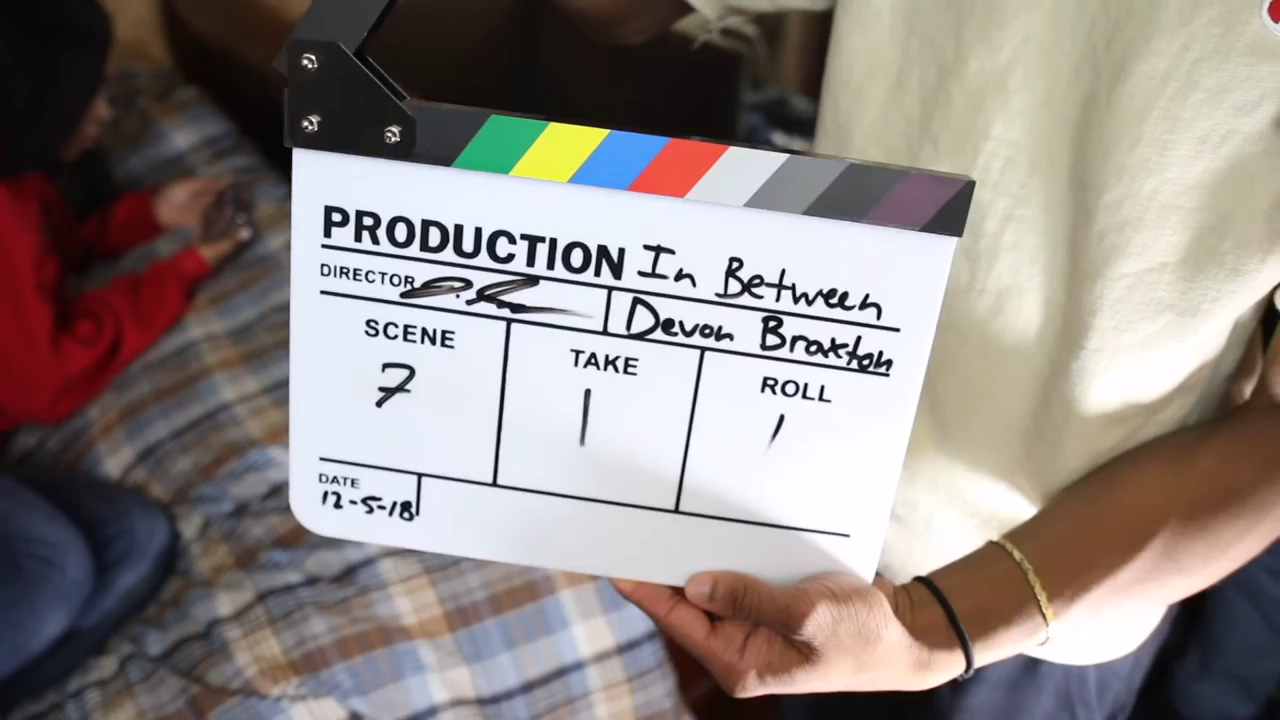 PRODUCTION In Between
DIRECTOR Devon Braxton
SCENE TAKE ROLL
7 1 1
DATE
12-5-18